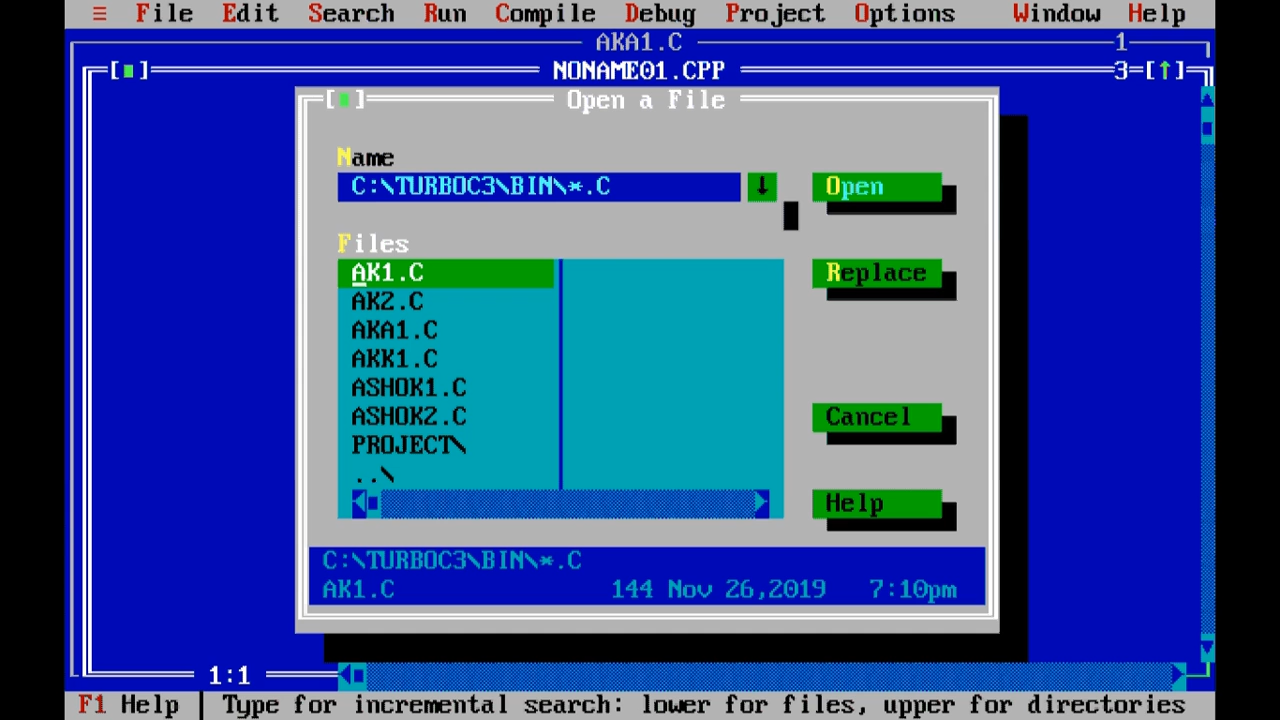 ≡ File Edit Search Run Compile Debug Project Options Window Help
AKA1.C 1
[■] NONAME01.CPP 3=[↑]
[■] Open a File
Name
C:\TURBOC3\BIN\*.C ↓ Open
Files
AK1.C Replace
AK2.C
AKA1.C
AKK1.C
ASHOK1.C
ASHOK2.C Cancel
PROJECT\
..\
Help
C:\TURBOC3\BIN\*.C
AK1.C 144 Nov 26,2019 7:10pm
1:1
F1 Help | Type for incremental search: lower for files, upper for directories